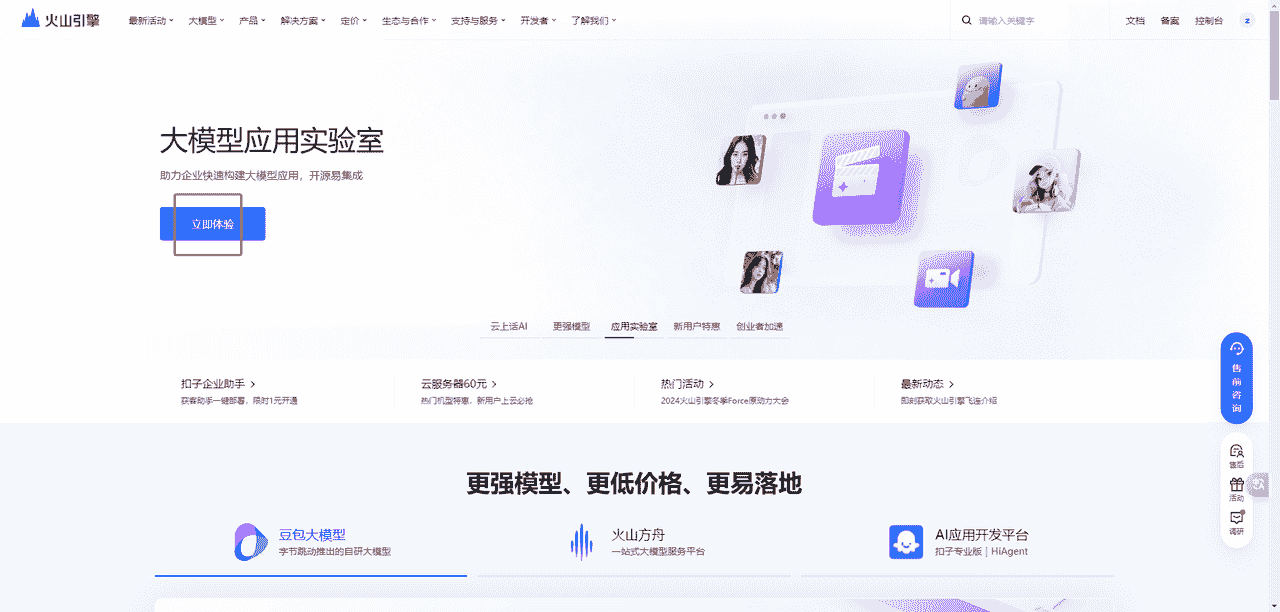 火山引擎
最新活动 大模型 产品 解决方案 定价 生态与合作 支持与服务 开发者 了解我们
请输入关键字
文档 备案 控制台 z
大模型应用实验室
助力企业快速构建大模型应用，开源易集成
立即体验
云上话AI 更强模型 应用实验室 新用户特惠 创业者加速
扣子企业助手
获客助手一键部署，限时1元开通
云服务器60元
热门机型特惠，新用户上云必抢
热门活动
2024火山引擎冬季Force原动力大会
最新动态
即刻获取火山引擎飞连介绍
售前咨询
售后
活动
调研
更强模型、更低价格、更易落地
豆包大模型
字节跳动推出的自研大模型
火山方舟
一站式大模型服务平台
AI应用开发平台
扣子专业版 | HiAgent